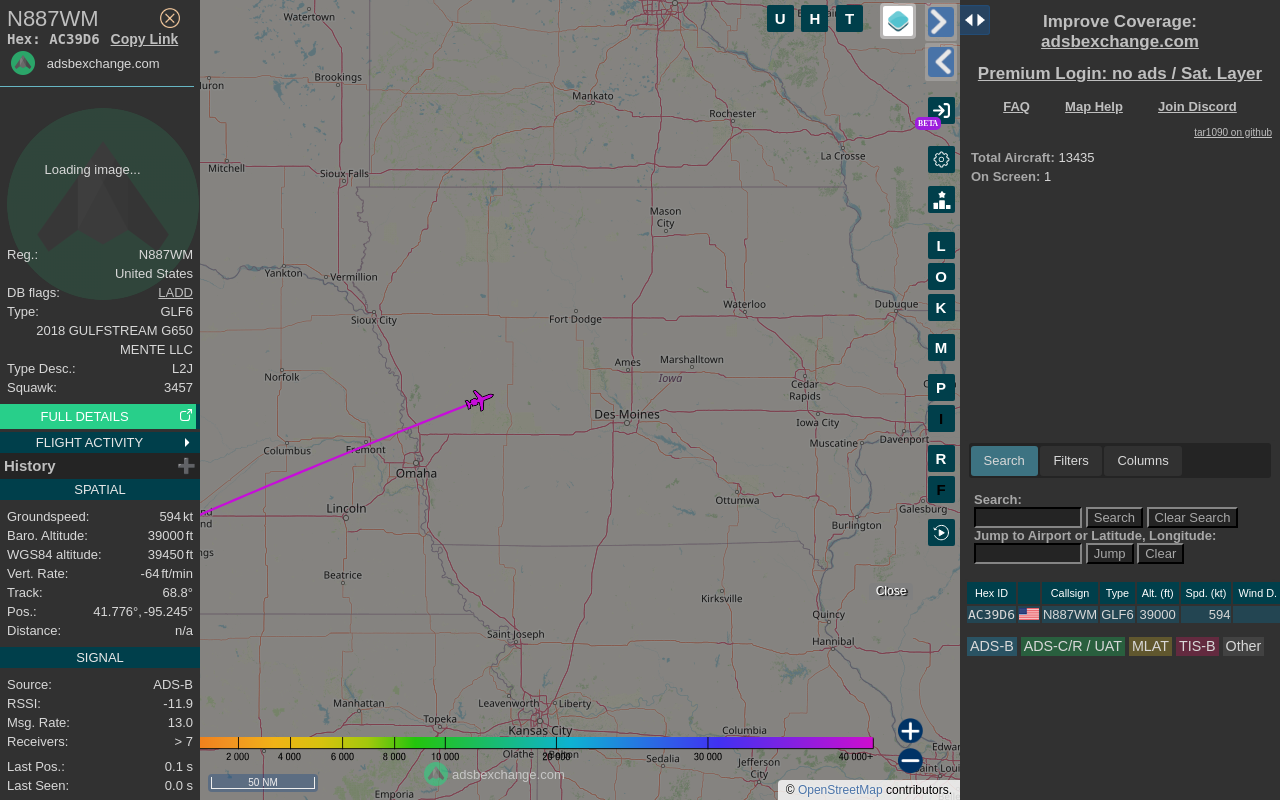 N887WM
Hex: AC39D6 Copy Link
adsbexchange.com
Loading image...
Reg.: N887WM
United States
DB flags: LADD
Type: GLF6
2018 GULFSTREAM G650
MENTE LLC
Type Desc.: L2J
Squawk: 3457
FULL DETAILS
FLIGHT ACTIVITY
History
SPATIAL
Groundspeed: 594 kt
Baro. Altitude: 39000 ft
WGS84 altitude: 39450 ft
Vert. Rate: -64 ft/min
Track: 68.8°
Pos.: 41.776°, -95.245°
Distance: n/a
SIGNAL
Source: ADS-B
RSSI: -11.9
Msg. Rate: 13.0
Receivers: > 7
Last Pos.: 0.1 s
Last Seen: 0.0 s
Watertown
Brookings
Mankato
Rochester
La Crosse
Mitchell
Sioux Falls
Mason
City
Yankton
Vermillion
Sioux City
Fort Dodge
Waterloo
Dubuque
Ames
Marshalltown
Iowa
Norfolk
Cedar
Rapids
Des Moines
Iowa City
Columbus
Fremont
Muscatine
Davenport
Omaha
Lincoln
Ottumwa
Galesburg
Burlington
Beatrice
Kirksville
Quincy
Hannibal
Saint Joseph
Manhattan
Leavenworth
Liberty
Topeka
Kansas City
Columbia
Olathe
Belton
Sedalia
Jefferson
City
Emporia
U H T
BETA
L
O
K
M
P
I
R
F
Close
2 000 4 000 6 000 8 000 10 000 20 000 30 000 40 000+
50 NM
adsbexchange.com
© OpenStreetMap contributors.
Improve Coverage:
adsbexchange.com
Premium Login: no ads / Sat. Layer
FAQ Map Help Join Discord
tar1090 on github
Total Aircraft: 13435
On Screen: 1
Search Filters Columns
Search:
Search Clear Search
Jump to Airport or Latitude, Longitude:
Jump Clear
Hex ID Callsign Type Alt. (ft) Spd. (kt) Wind D.
AC39D6 N887WM GLF6 39000 594
ADS-B ADS-C/R / UAT MLAT TIS-B Other